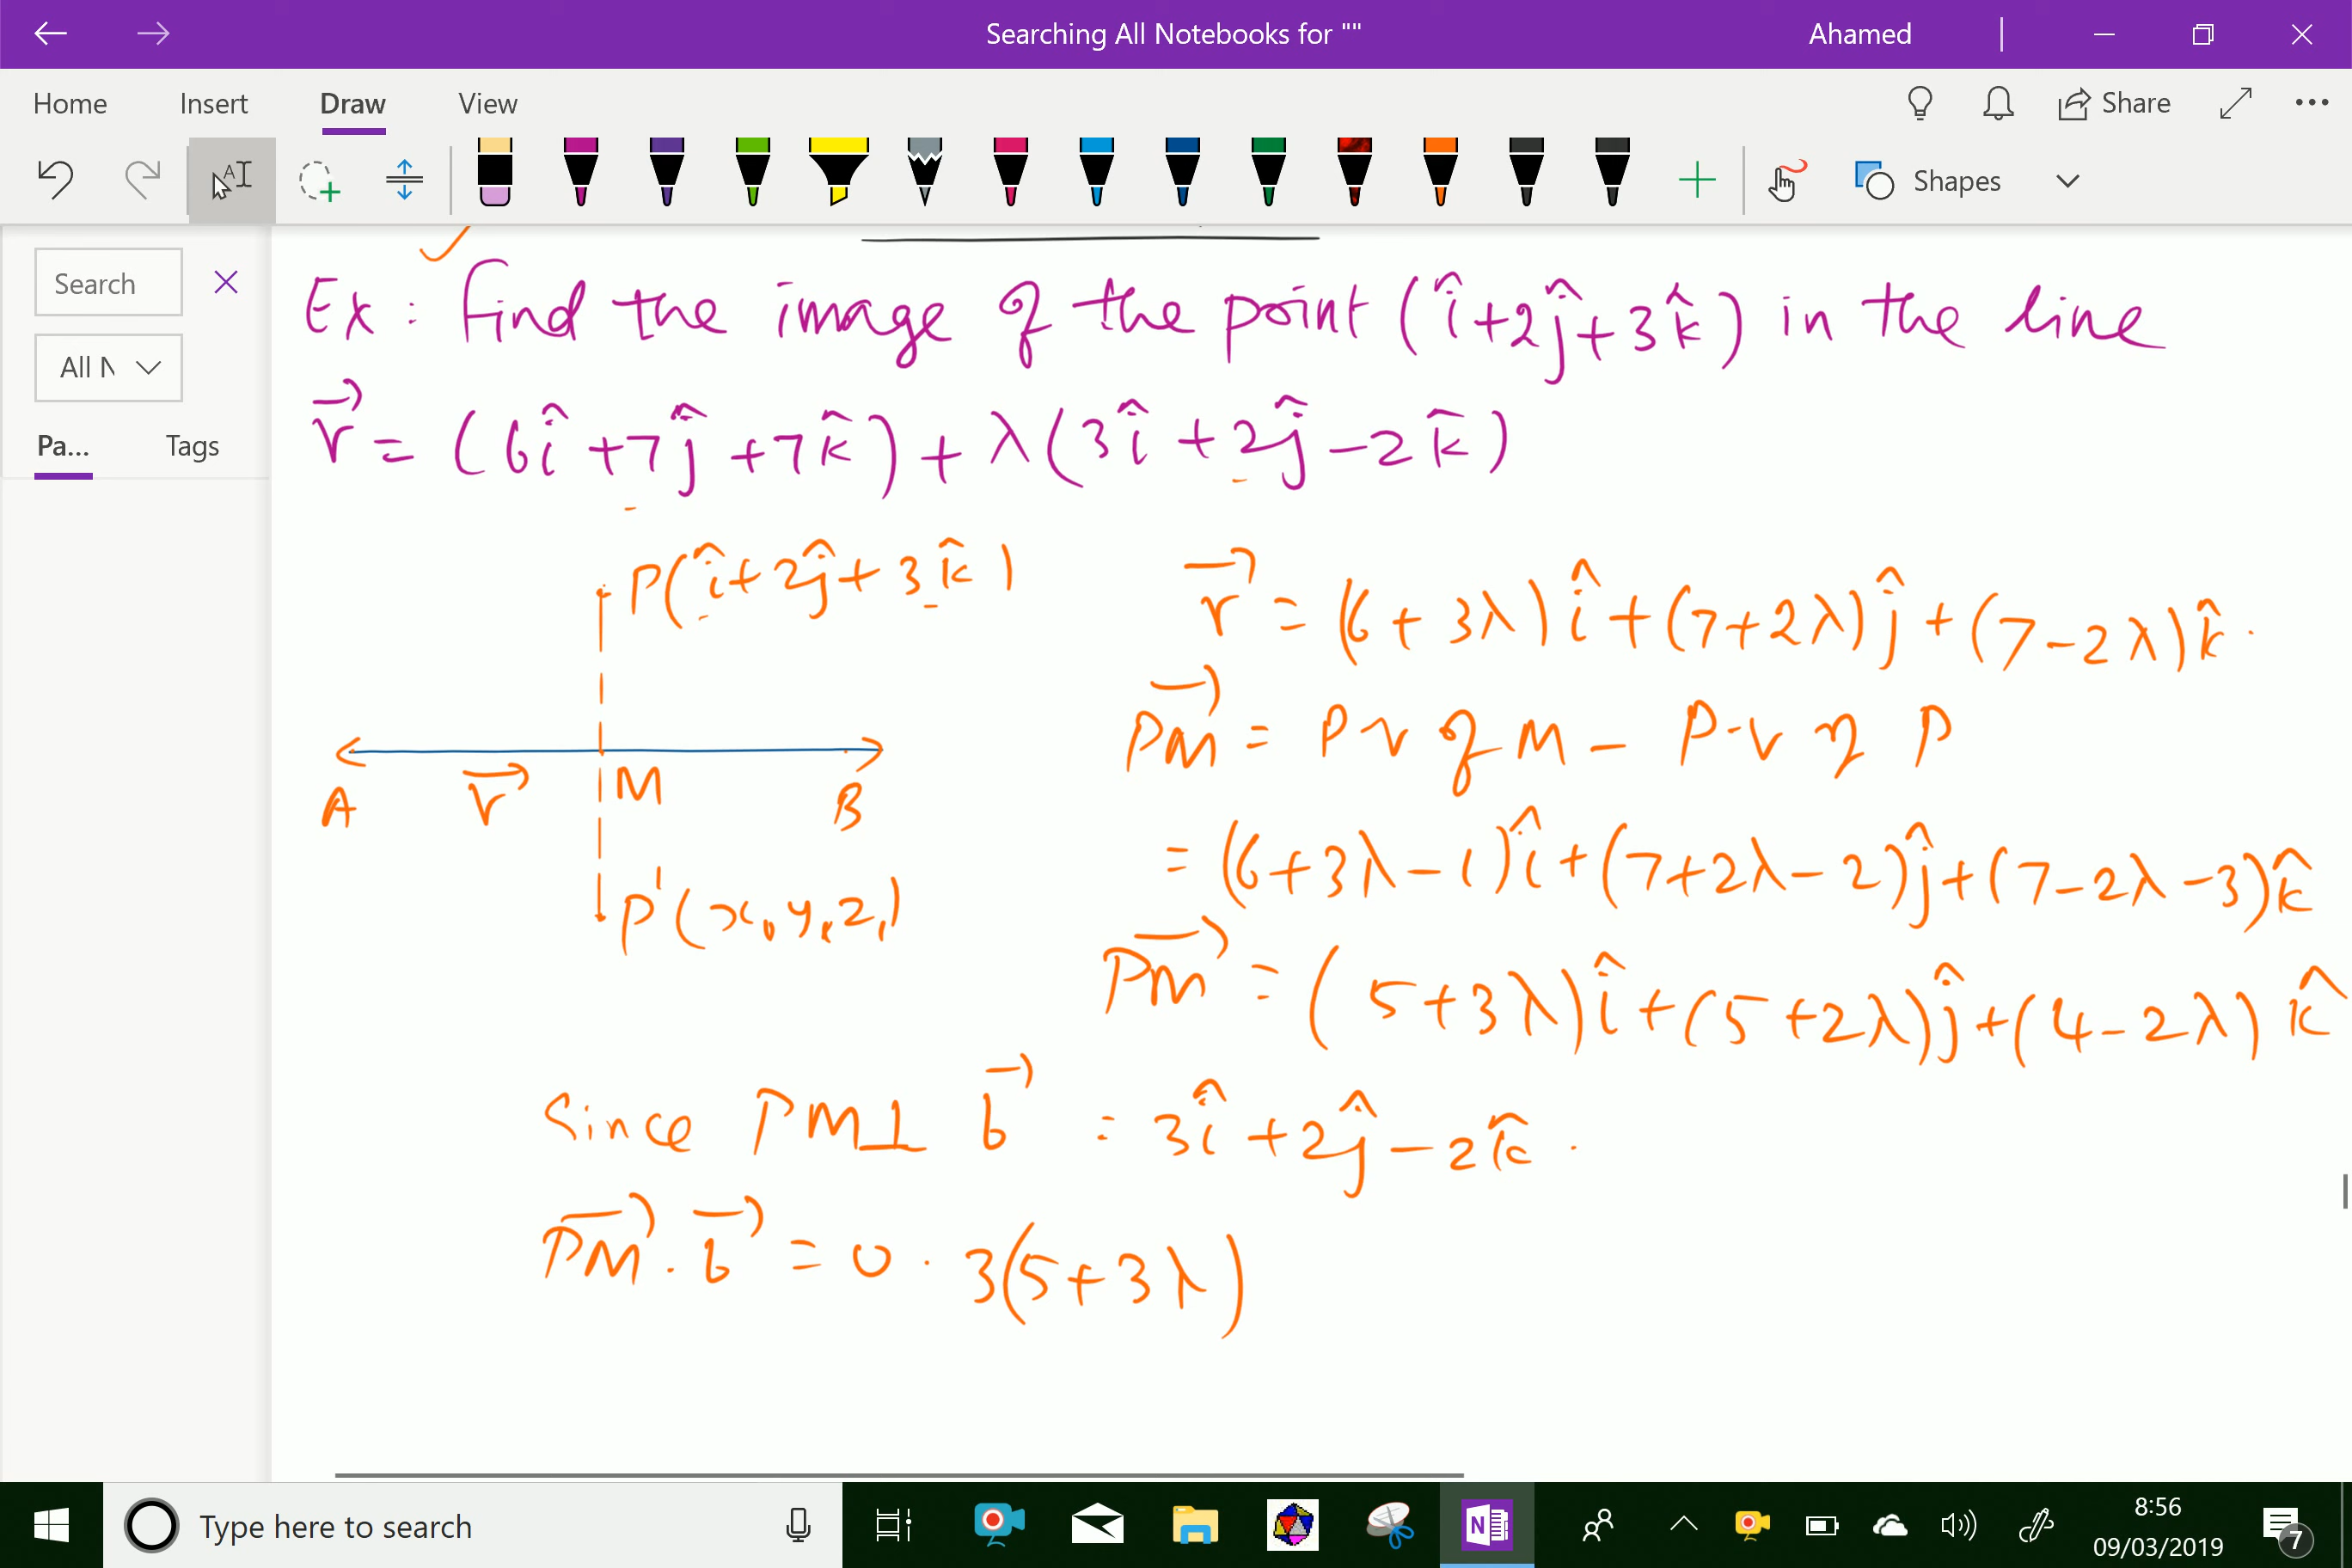 Searching All Notebooks for ""
Ahamed
Home Insert Draw View
Share
Shapes
Search
All N
Pa... Tags
Ex : Find the image of the point (î+2ĵ+3k̂) in the line
r⃗ = (6î+7ĵ+7k̂)+λ(3î+2ĵ-2k̂)
P(î+2ĵ+3k̂)
A r⃗ M B
P'(x₁,y₁,z₁)
r⃗ = (6+3λ)î+(7+2λ)ĵ+(7-2λ)k̂.
PM⃗ = P v of M - P.v of P
= (6+3λ-1)î+(7+2λ-2)ĵ+(7-2λ-3)k̂
PM⃗ = (5+3λ)î+(5+2λ)ĵ+(4-2λ)k̂
Since PM⊥ b⃗ = 3î+2ĵ-2k̂.
PM⃗.b⃗ = 0. 3(5+3λ)
Type here to search
8:56
09/03/2019
7